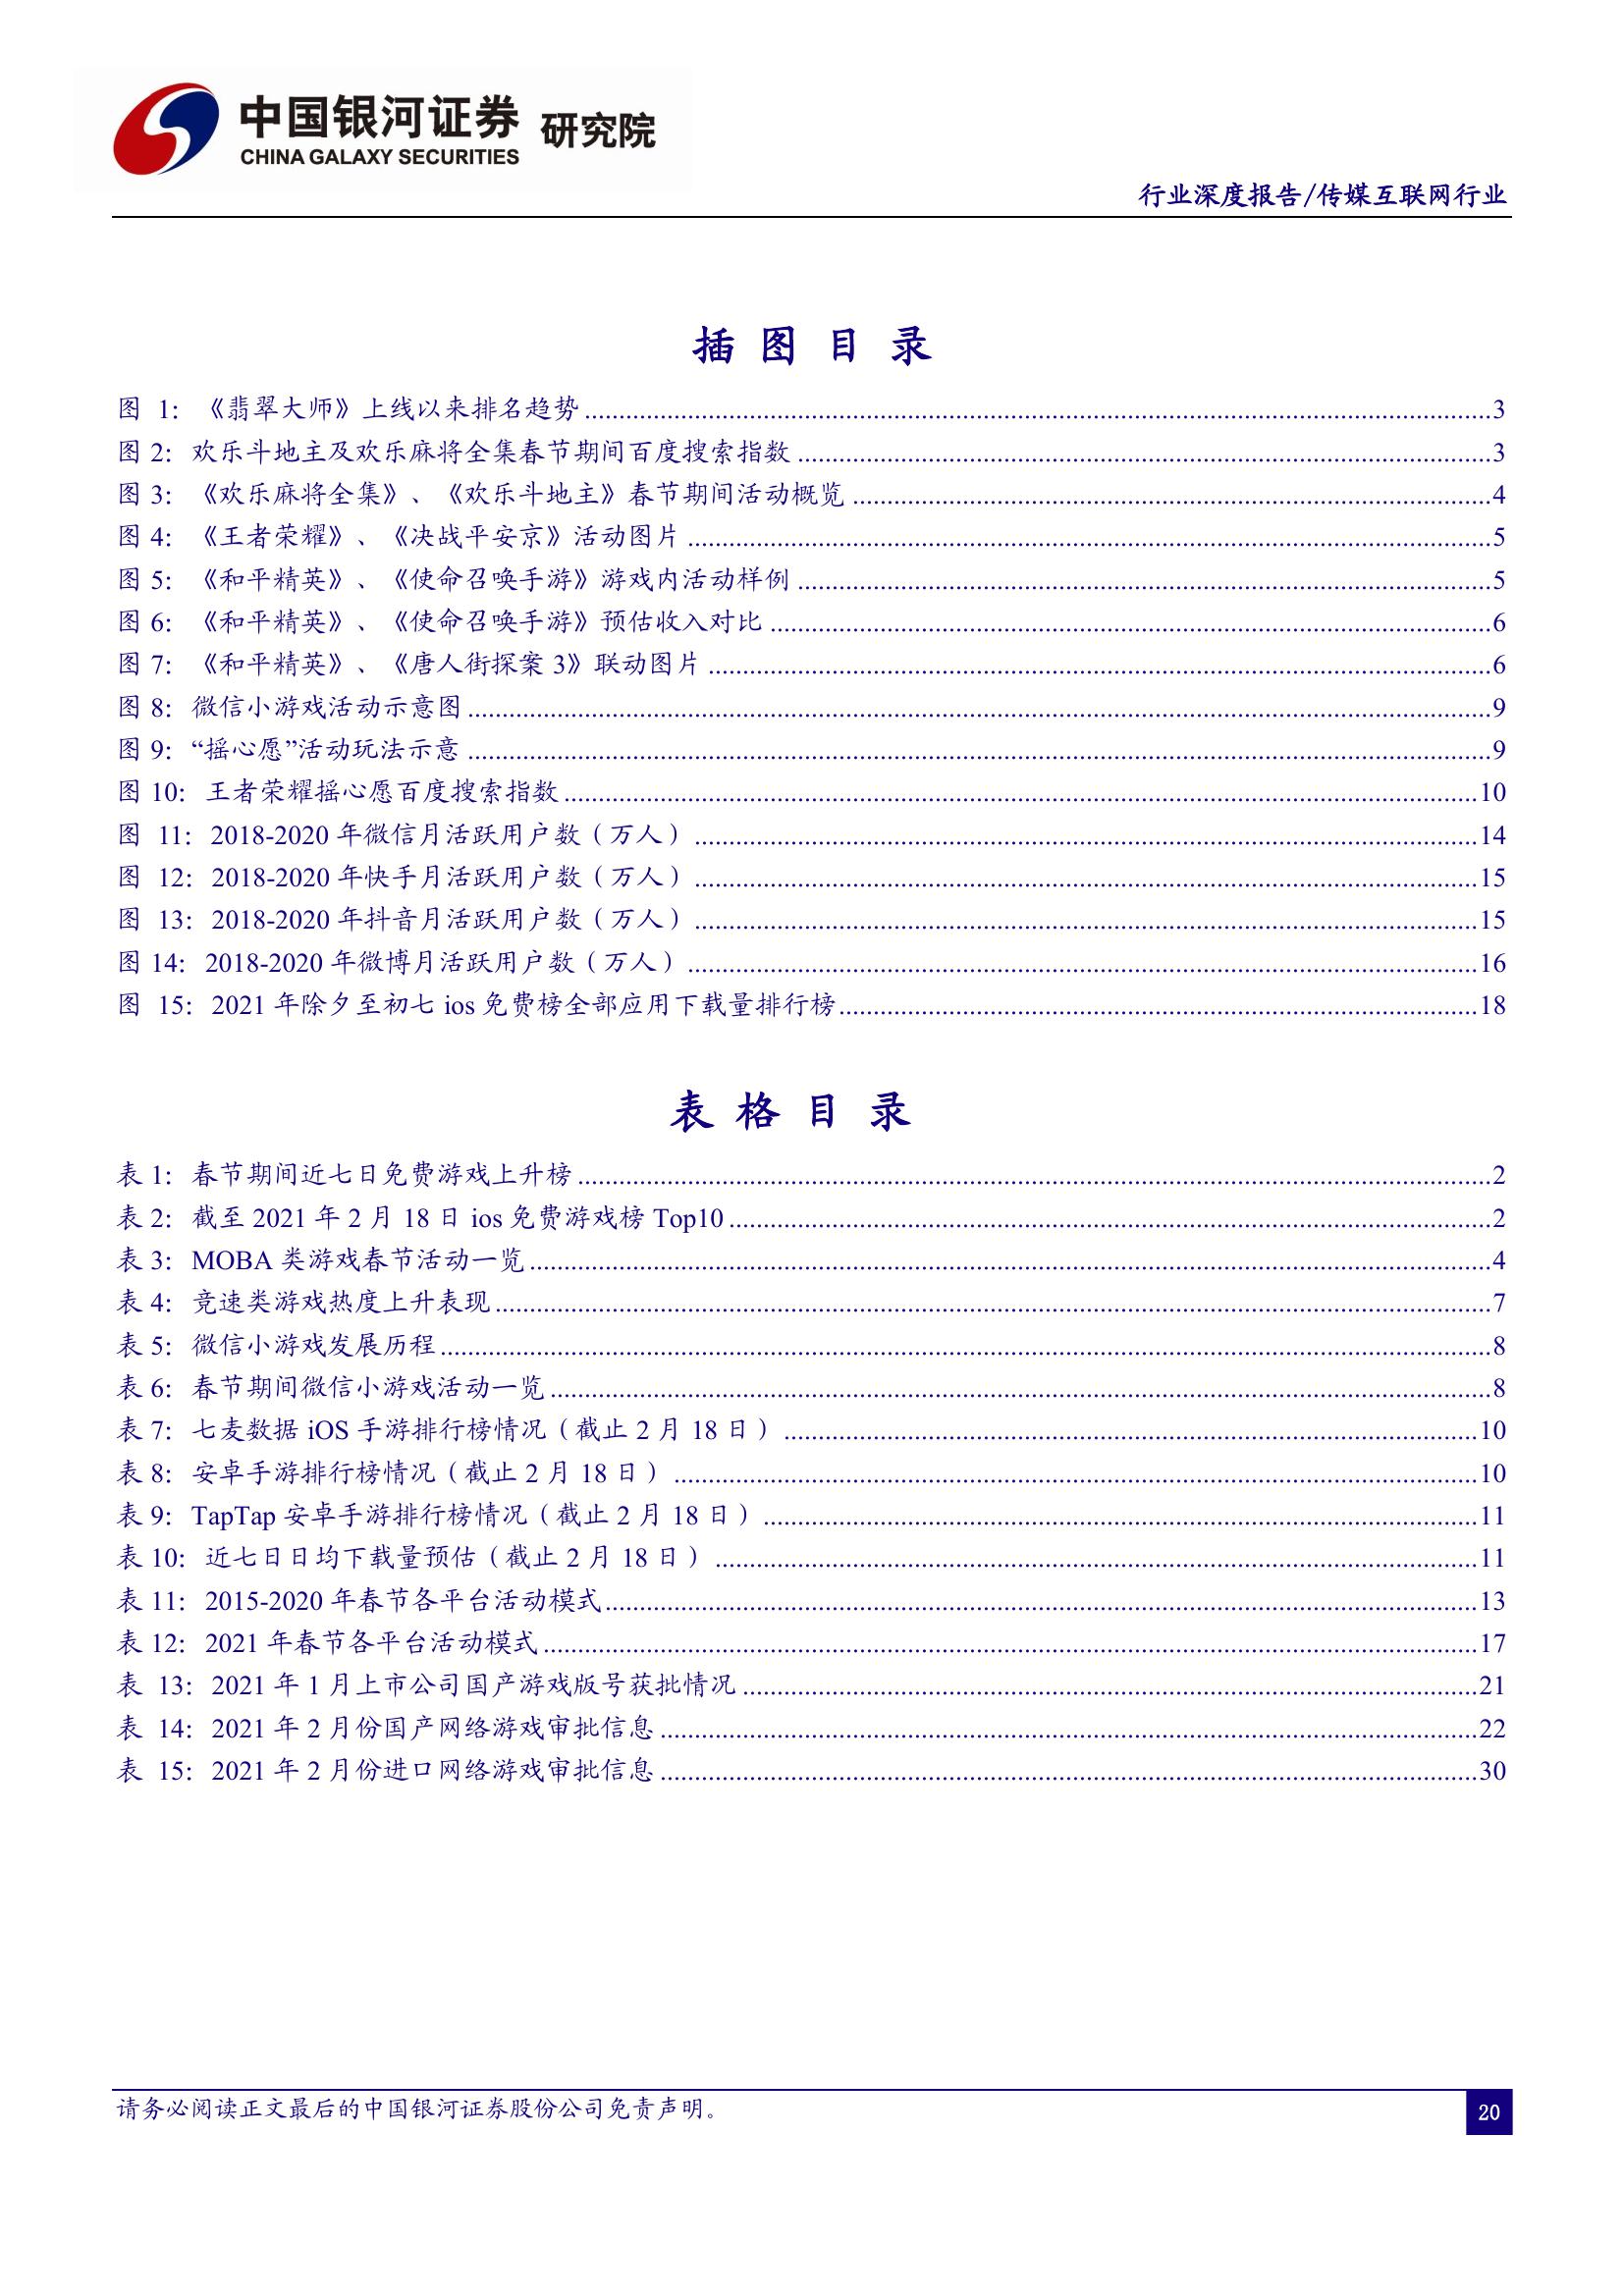 中国银河证券 研究院
CHINA GALAXY SECURITIES
行业深度报告/传媒互联网行业
插 图 目 录
图 1：《翡翠大师》上线以来排名趋势........3
图 2：欢乐斗地主及欢乐麻将全集春节期间百度搜索指数........3
图 3：《欢乐麻将全集》、《欢乐斗地主》春节期间活动概览........4
图 4：《王者荣耀》、《决战平安京》活动图片........5
图 5：《和平精英》、《使命召唤手游》游戏内活动样例........5
图 6：《和平精英》、《使命召唤手游》预估收入对比........6
图 7：《和平精英》、《唐人街探案 3》联动图片........6
图 8：微信小游戏活动示意图........9
图 9：“摇心愿”活动玩法示意........9
图 10：王者荣耀摇心愿百度搜索指数........10
图 11：2018-2020 年微信月活跃用户数（万人）........14
图 12：2018-2020 年快手月活跃用户数（万人）........15
图 13：2018-2020 年抖音月活跃用户数（万人）........15
图 14：2018-2020 年微博月活跃用户数（万人）........16
图 15：2021 年除夕至初七 ios 免费榜全部应用下载量排行榜........18
表 格 目 录
表 1：春节期间近七日免费游戏上升榜........2
表 2：截至 2021 年 2 月 18 日 ios 免费游戏榜 Top10........2
表 3：MOBA 类游戏春节活动一览........4
表 4：竞速类游戏热度上升表现........7
表 5：微信小游戏发展历程........8
表 6：春节期间微信小游戏活动一览........8
表 7：七麦数据 iOS 手游排行榜情况（截止 2 月 18 日）........10
表 8：安卓手游排行榜情况（截止 2 月 18 日）........10
表 9：TapTap 安卓手游排行榜情况（截止 2 月 18 日）........11
表 10：近七日日均下载量预估（截止 2 月 18 日）........11
表 11：2015-2020 年春节各平台活动模式........13
表 12：2021 年春节各平台活动模式........17
表 13：2021 年 1 月上市公司国产游戏版号获批情况........21
表 14：2021 年 2 月份国产网络游戏审批信息........22
表 15：2021 年 2 月份进口网络游戏审批信息........30
请务必阅读正文最后的中国银河证券股份公司免责声明。
20